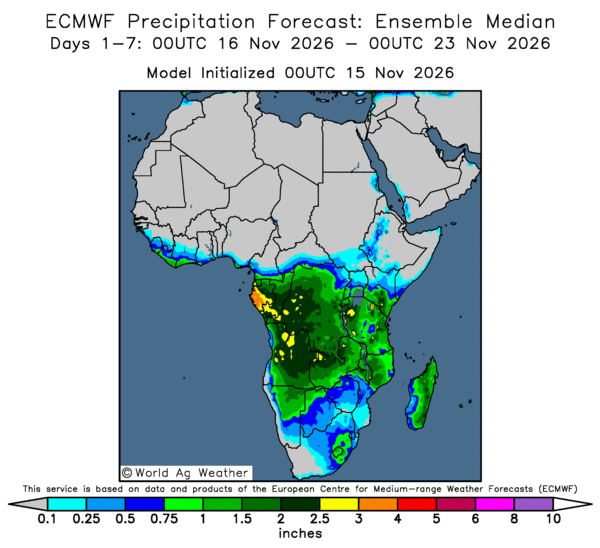 ECMWF Precipitation Forecast: Ensemble Median
Days 1–7: 00UTC 16 Nov 2026 – 00UTC 23 Nov 2026
Model Initialized 00UTC 15 Nov 2026
© World Ag Weather
This service is based on data and products of the European Centre for Medium-range Weather Forecasts (ECMWF)
0.1 0.25 0.5 0.75 1 1.5 2 2.5 3 4 5 6 8 10
inches